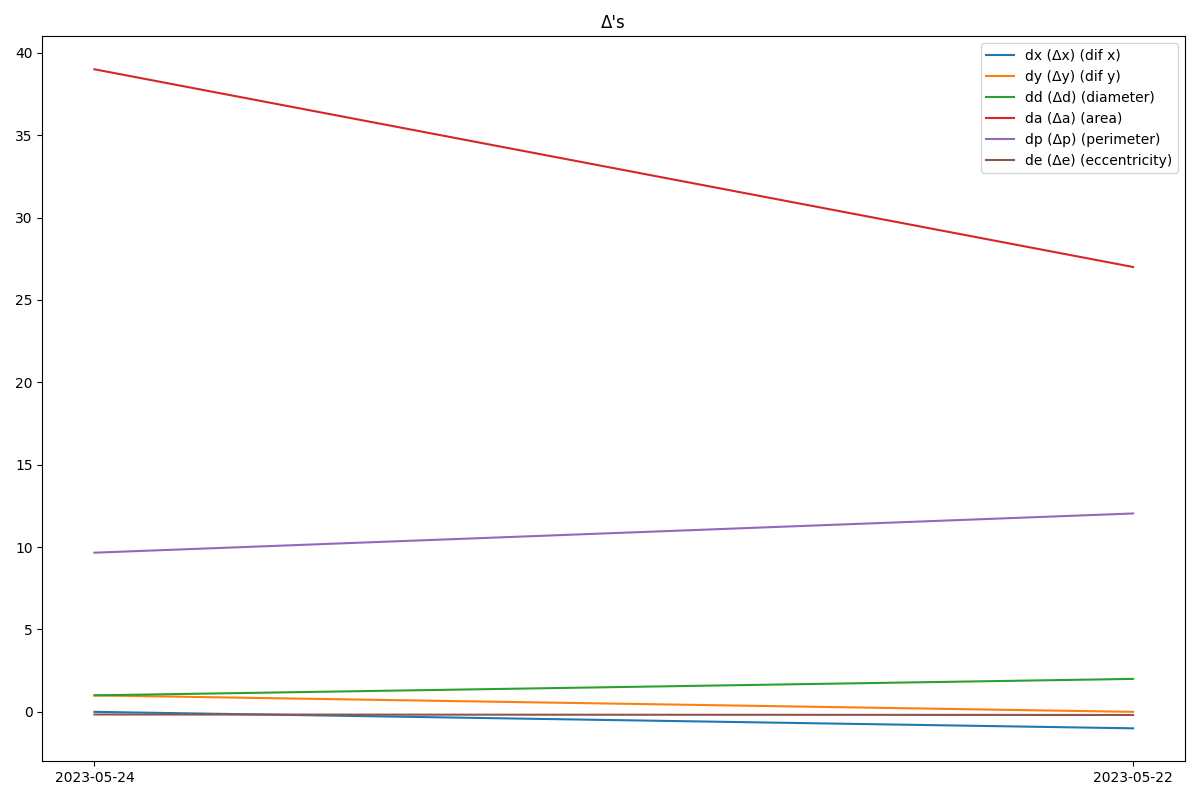 Δ's
dx (Δx) (dif x)
dy (Δy) (dif y)
dd (Δd) (diameter)
da (Δa) (area)
dp (Δp) (perimeter)
de (Δe) (eccentricity)
40
35
30
25
20
15
10
5
0
2023-05-24 2023-05-22